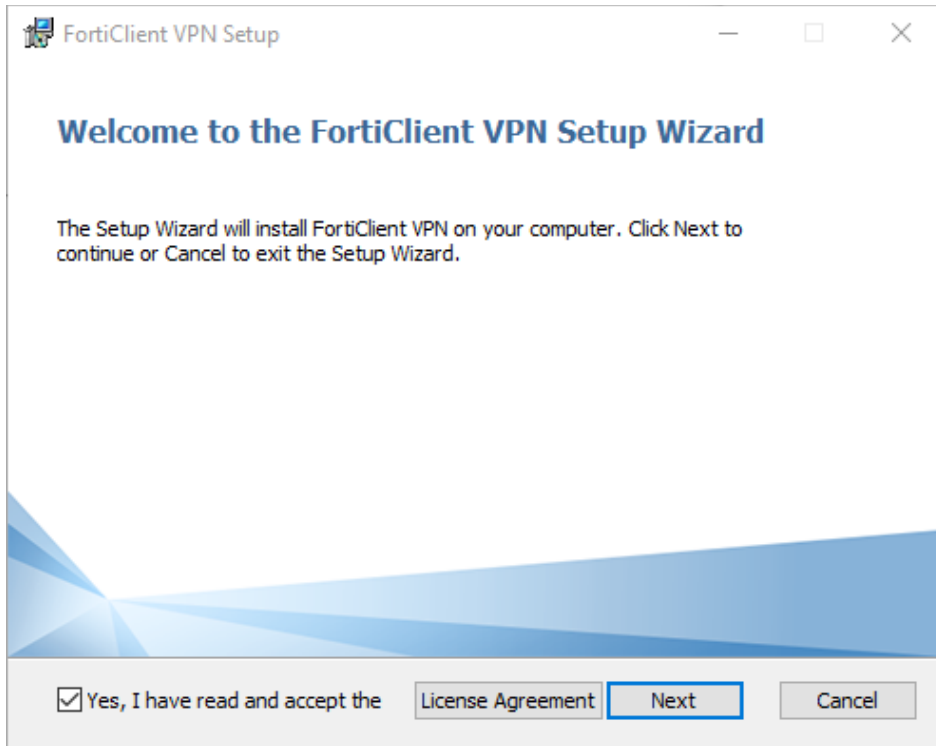 FortiClient VPN Setup
Welcome to the FortiClient VPN Setup Wizard
The Setup Wizard will install FortiClient VPN on your computer. Click Next to
continue or Cancel to exit the Setup Wizard.
Yes, I have read and accept the License Agreement Next Cancel